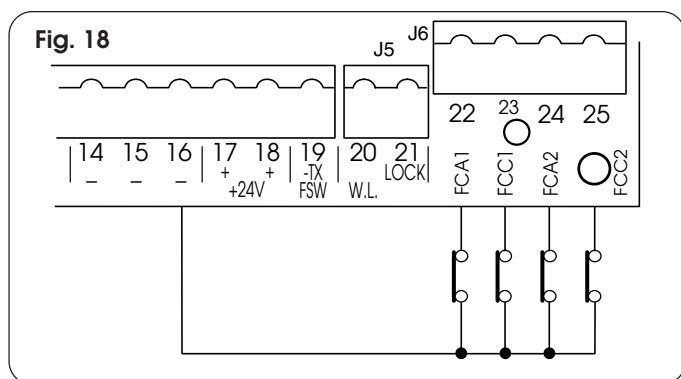 Fig. 18
J5
J6
14 15 16 17 18 19 20 21 22 23 24 25
– – – + + -TX LOCK
+24V FSW W.L.
FCA1 FCC1 FCA2 FCC2